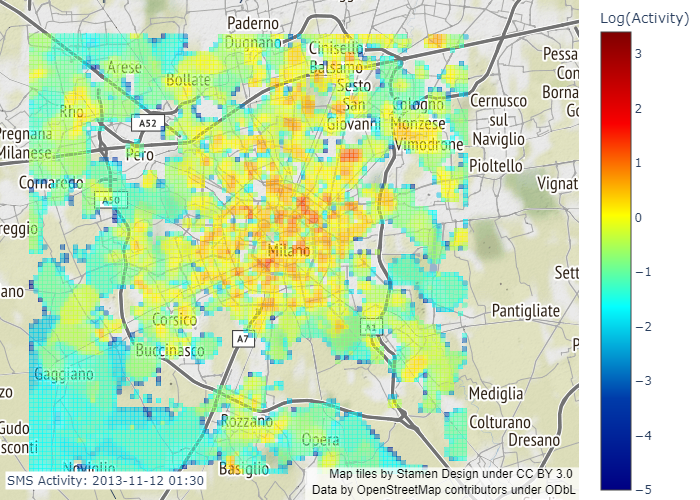 Paderno
Dugnano
Cinisello
Balsamo
Sesto
San
Giovanni
Arese
Bollate
Rho
A52
Pero
Pregnana
Milanese
Cornaredo
A50
reggio
Cologno
Monzese
Vimodrone
Cernusco
sul
Naviglio
Pioltello
Pessa
Con
Borna
Go
Vignat
Milano
ano
Sett
Pantigliate
P
Corsico
Buccinasco
A7
A1
Gaggiano
zo
Gudo
sconti
Rozzano
Opera
Basiglio
Noviglio
Mediglia
Colturano
Dresano
SMS Activity: 2013-11-12 01:30
Map tiles by Stamen Design under CC BY 3.0
Data by OpenStreetMap contributors under ODbL
Log(Activity)
3
2
1
0
−1
−2
−3
−4
−5